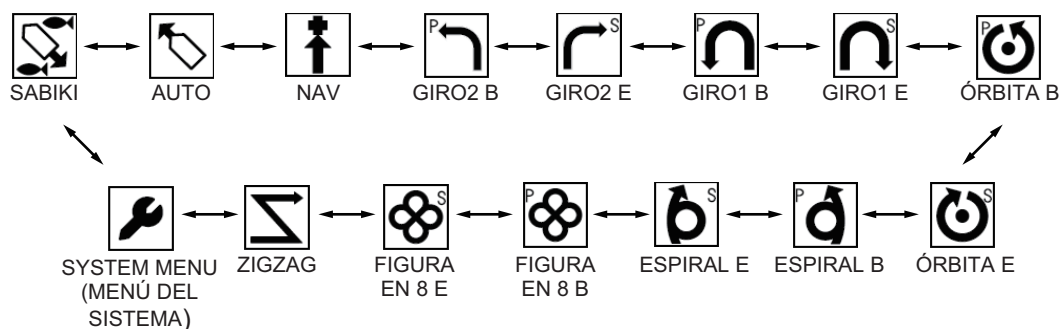 P S P S P
SABIKI AUTO NAV GIRO2 B GIRO2 E GIRO1 B GIRO1 E ÓRBITA B
S P S P S
SYSTEM MENU ZIGZAG FIGURA FIGURA ESPIRAL E ESPIRAL B ÓRBITA E
(MENÚ DEL EN 8 E EN 8 B
SISTEMA)